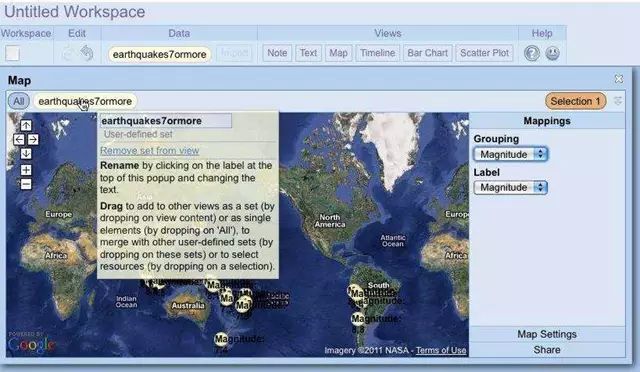 Untitled Workspace
Workspace Edit Data Views Help
earthquakes7ormore Import Note Text Map Timeline Bar Chart Scatter Plot
Map
All earthquakes7ormore Selection 1
earthquakes7ormore
User-defined set
Remove set from view
Rename by clicking on the label at the
top of this popup and changing the
text.
Drag to add to other views as a set (by
dropping on view content) or as single
elements (by dropping on 'All'), to
merge with other user-defined sets (by
dropping on these sets) or to select
resources (by dropping on a selection).
Mappings
Grouping
Magnitude
Label
Magnitude
Europe
Africa
North
America
Atlantic
Ocean
Europe
Africa
Indian
Ocean
Australia
South
Magnitude:
Magnitude:
Magnitude:
8.8
POWERED BY
Google
Imagery ©2011 NASA - Terms of Use
Map Settings
Share